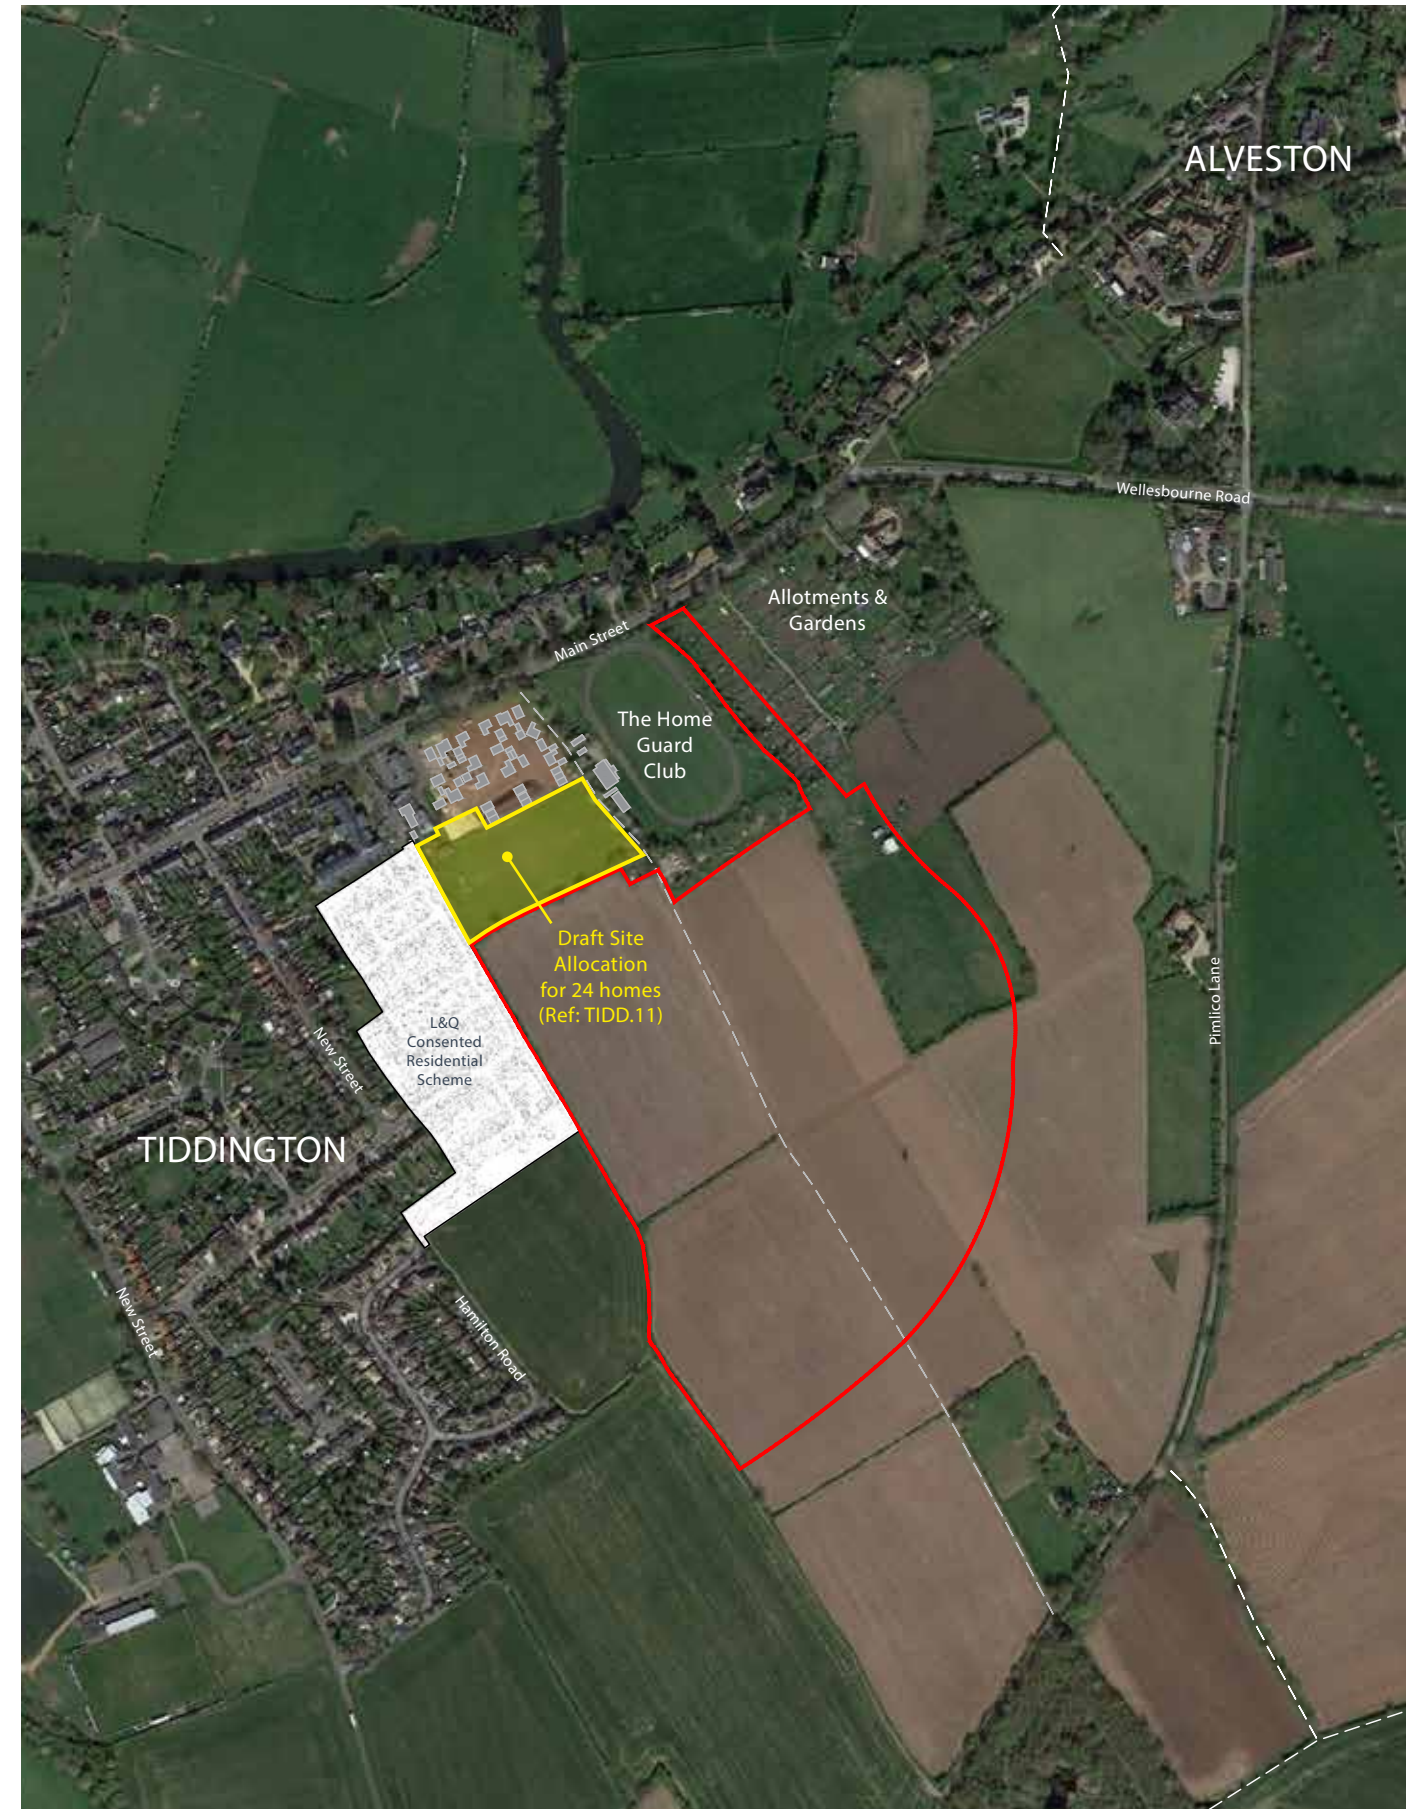 ALVESTON
Wellesbourne Road
Allotments &
Gardens
Main Street
The Home
Guard
Club
Draft Site
Allocation
for 24 homes
(Ref: TIDD.11)
Pimlico Lane
L&Q
Consented
Residential
Scheme
New Street
TIDDINGTON
New Street
Hamilton Road